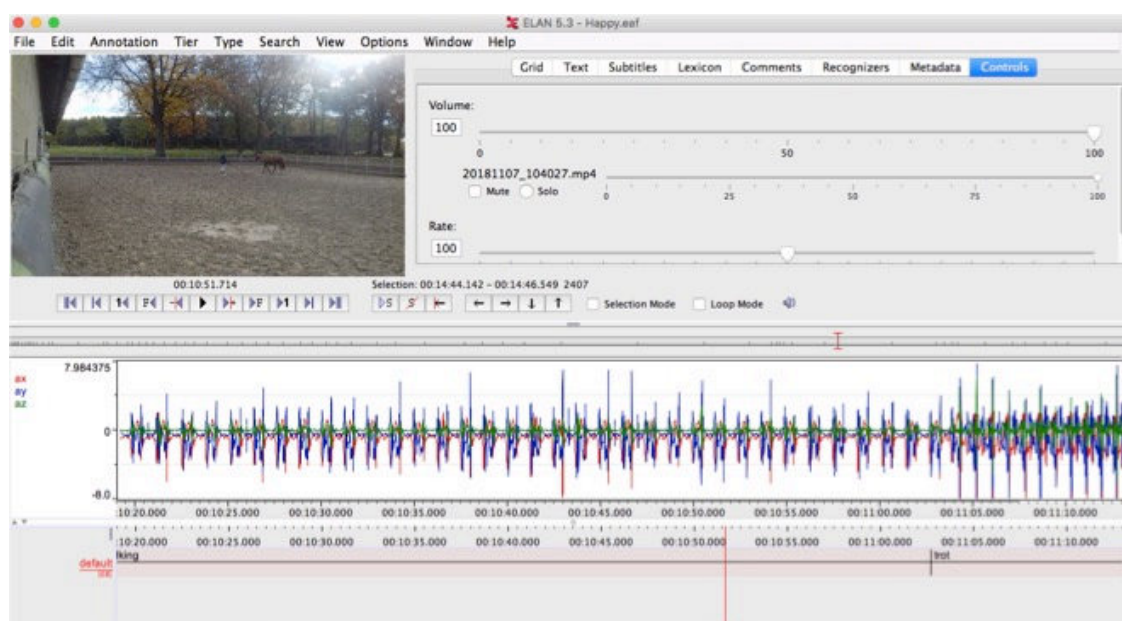 ELAN 5.3 - Happy.eaf
File Edit Annotation Tier Type Search View Options Window Help
Grid Text Subtitles Lexicon Comments Recognizers Metadata Controls
Volume:
100
0 50 100
20181107_104027.mp4
Mute Solo
0 25 50 75 100
Rate:
100
00:10:51.714
Selection: 00:14:44.142 - 00:14:46.549 2407
Selection Mode Loop Mode
7.984375
ax
ay
az
0
-8.0
:10:20.000 00:10:25.000 00:10:30.000 00:10:35.000 00:10:40.000 00:10:45.000 00:10:50.000 00:10:55.000 00:11:00.000 00:11:05.000 00:11:10.000
:10:20.000 00:10:25.000 00:10:30.000 00:10:35.000 00:10:40.000 00:10:45.000 00:10:50.000 00:10:55.000 00:11:00.000 00:11:05.000 00:11:10.000
lking trot
default